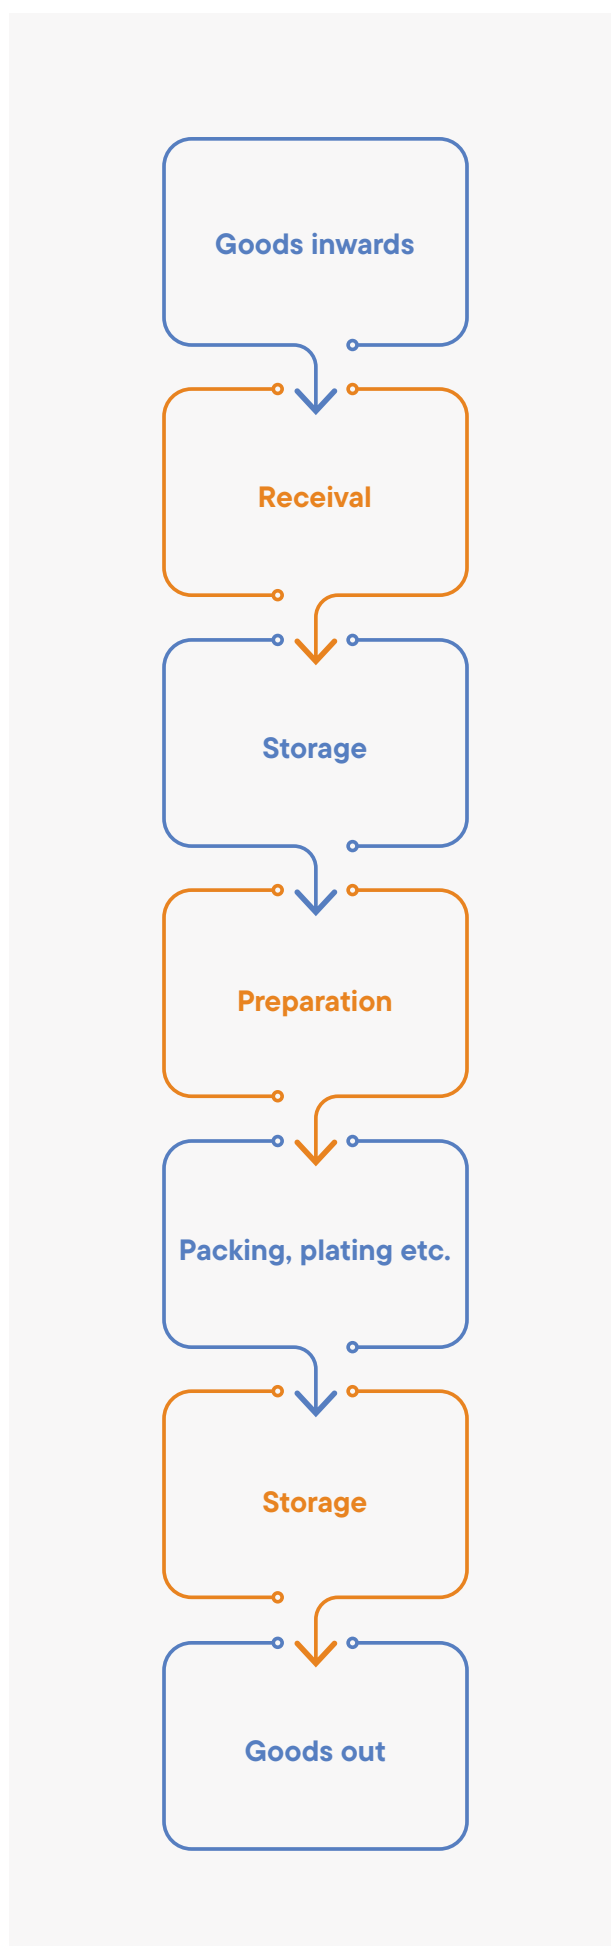 Goods inwards
Receival
Storage
Preparation
Packing, plating etc.
Storage
Goods out